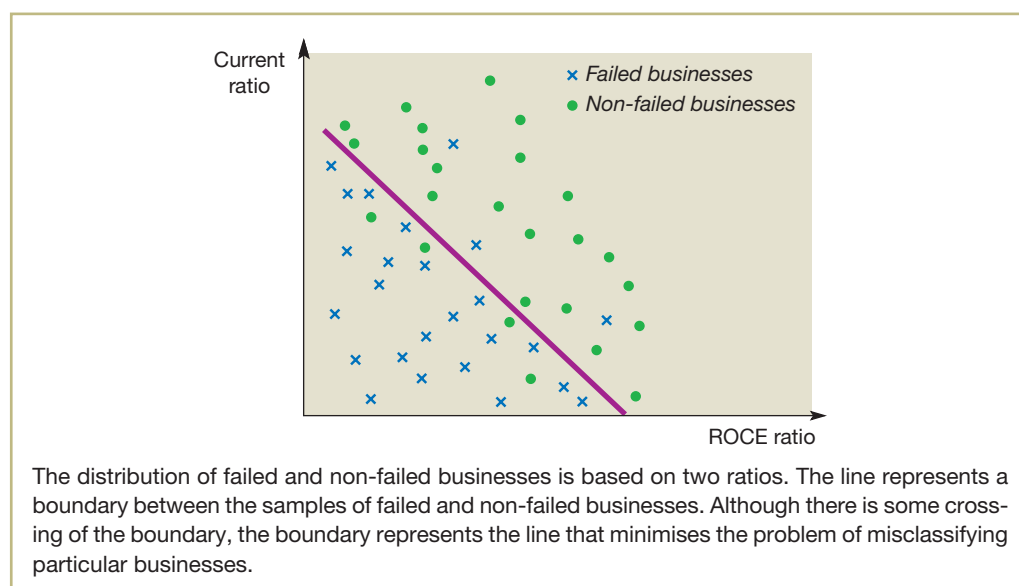 Current
ratio
Failed businesses
Non-failed businesses
ROCE ratio
The distribution of failed and non-failed businesses is based on two ratios. The line represents a
boundary between the samples of failed and non-failed businesses. Although there is some cross-
ing of the boundary, the boundary represents the line that minimises the problem of misclassifying
particular businesses.